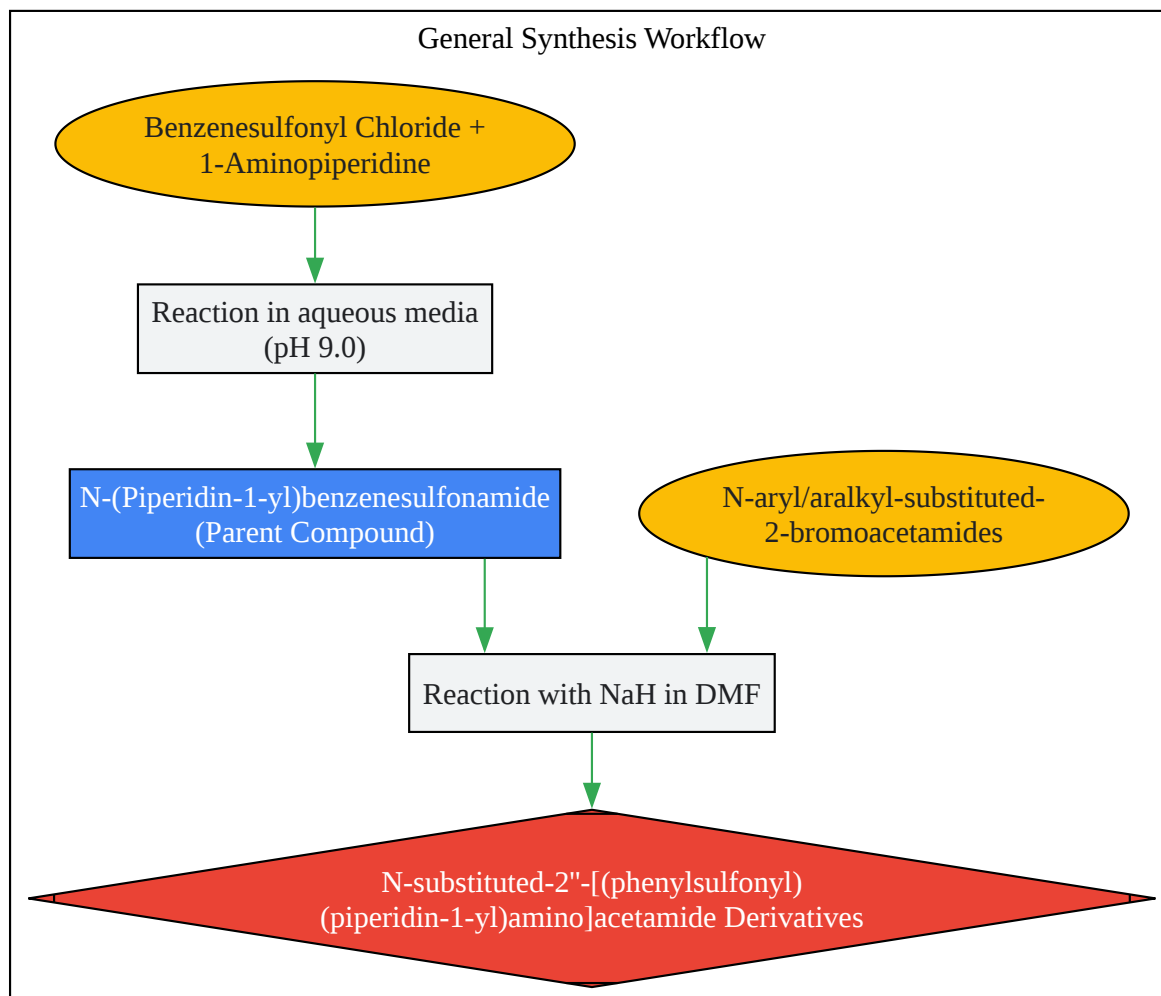 General Synthesis Workflow
Benzenesulfonyl Chloride +
1-Aminopiperidine
Reaction in aqueous media
(pH 9.0)
N-(Piperidin-1-yl)benzenesulfonamide
(Parent Compound)
N-aryl/aralkyl-substituted-
2-bromoacetamides
Reaction with NaH in DMF
N-substituted-2"-[(phenylsulfonyl)
(piperidin-1-yl)amino]acetamide Derivatives